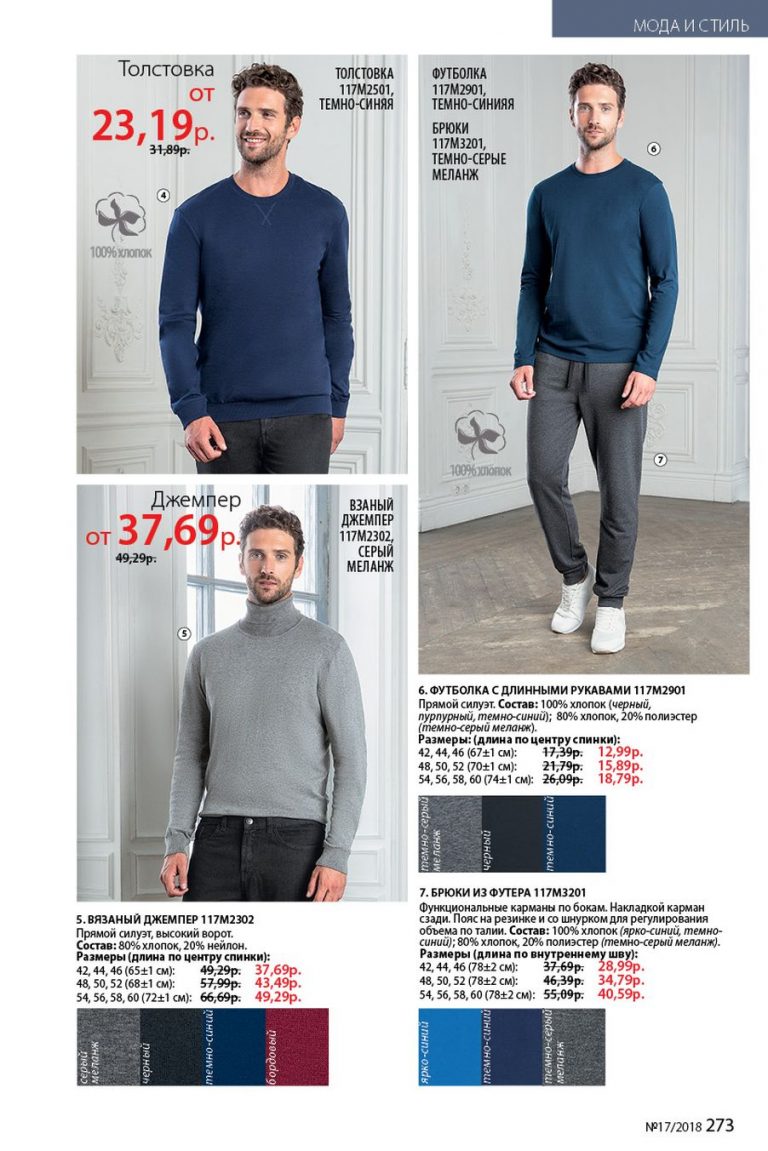 МОДА И СТИЛЬ
Толстовка
от
23,19р.
31,89р.
ТОЛСТОВКА
117М2501,
ТЕМНО-СИНЯЯ
4
100% хлопок
ФУТБОЛКА
117М2901,
ТЕМНО-СИНИЯЯ
БРЮКИ
117М3201,
ТЕМНО-СЕРЫЕ
МЕЛАНЖ
6
100% хлопок
7
Джемпер
от 37,69р.
49,29р.
ВЗАНЫЙ
ДЖЕМПЕР
117М2302,
СЕРЫЙ
МЕЛАНЖ
5
5. ВЯЗАНЫЙ ДЖЕМПЕР 117М2302
Прямой силуэт, высокий ворот.
Состав: 80% хлопок, 20% нейлон.
Размеры (длина по центру спинки):
42, 44, 46 (65±1 см): 49,29р. 37,69р.
48, 50, 52 (68±1 см): 57,99р. 43,49р.
54, 56, 58, 60 (72±1 см): 66,69р. 49,29р.
серый
меланж
черный
темно-синий
бордовый
6. ФУТБОЛКА С ДЛИННЫМИ РУКАВАМИ 117М2901
Прямой силуэт. Состав: 100% хлопок (черный,
пурпурный, темно-синий); 80% хлопок, 20% полиэстер
(темно-серый меланж).
Размеры: (длина по центру спинки):
42, 44, 46 (67±1 см): 17,39р. 12,99р.
48, 50, 52 (70±1 см): 21,79р. 15,89р.
54, 56, 58, 60 (74±1 см): 26,09р. 18,79р.
темно-серый
меланж
черный
темно-синий
7. БРЮКИ ИЗ ФУТЕРА 117М3201
Функциональные карманы по бокам. Накладкой карман
сзади. Пояс на резинке и со шнурком для регулирования
объема по талии. Состав: 100% хлопок (ярко-синий, темно-
синий); 80% хлопок, 20% полиэстер (темно-серый меланж).
Размеры (длина по внутреннему шву):
42, 44, 46 (78±2 см): 37,69р. 28,99р.
48, 50, 52 (78±2 см): 46,39р. 34,79р.
54, 56, 58, 60 (78±2 см): 55,09р. 40,59р.
ярко-синий
темно-синий
темно-серый
меланж
№17/2018 273